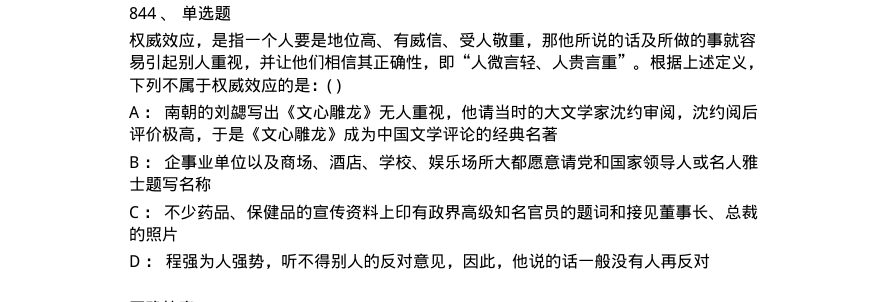 844 、 单选题
权威效应，是指一个人要是地位高、有威信、受人敬重，那他所说的话及所做的事就容
易引起别人重视，并让他们相信其正确性，即“人微言轻、人贵言重”。根据上述定义，
下列不属于权威效应的是：( )
A ： 南朝的刘勰写出《文心雕龙》无人重视，他请当时的大文学家沈约审阅，沈约阅后
评价极高，于是《文心雕龙》成为中国文学评论的经典名著
B ： 企事业单位以及商场、酒店、学校、娱乐场所大都愿意请党和国家领导人或名人雅
士题写名称
C ： 不少药品、保健品的宣传资料上印有政界高级知名官员的题词和接见董事长、总裁
的照片
D ： 程强为人强势，听不得别人的反对意见，因此，他说的话一般没有人再反对